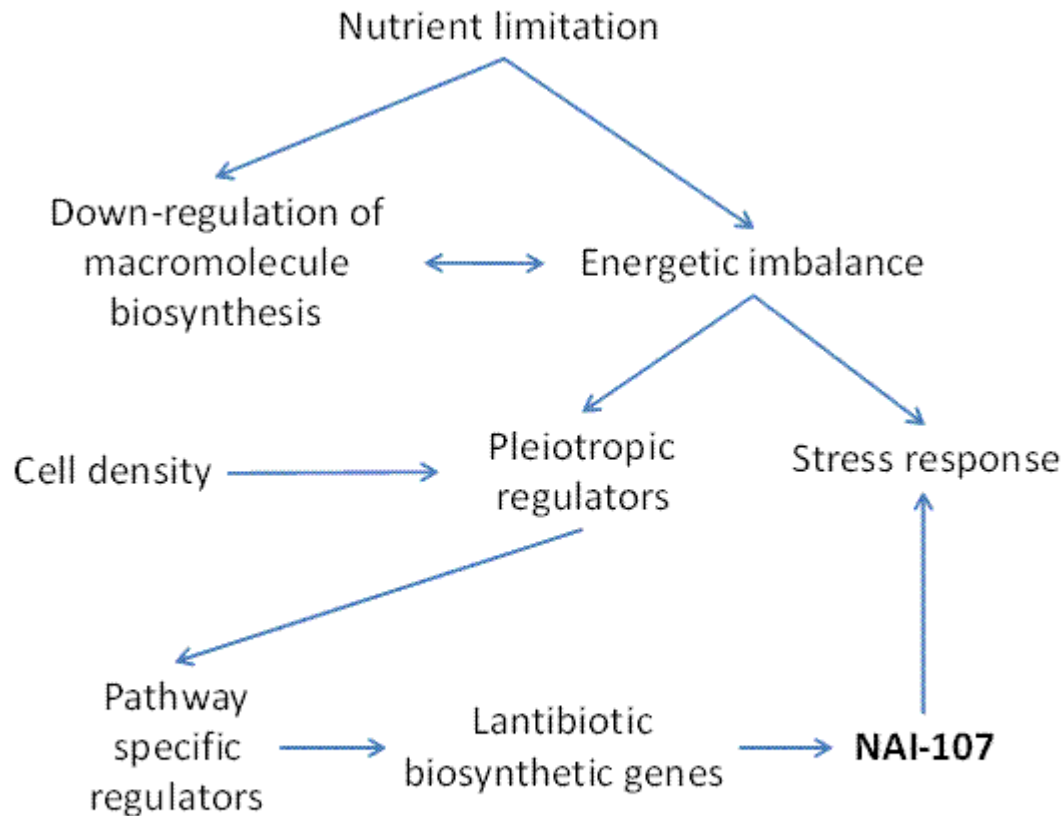 Nutrient limitation
Down-regulation of
macromolecule
biosynthesis
Energetic imbalance
Cell density
Pleiotropic
regulators
Stress response
Pathway
specific
regulators
Lantibiotic
biosynthetic genes
NAI-107